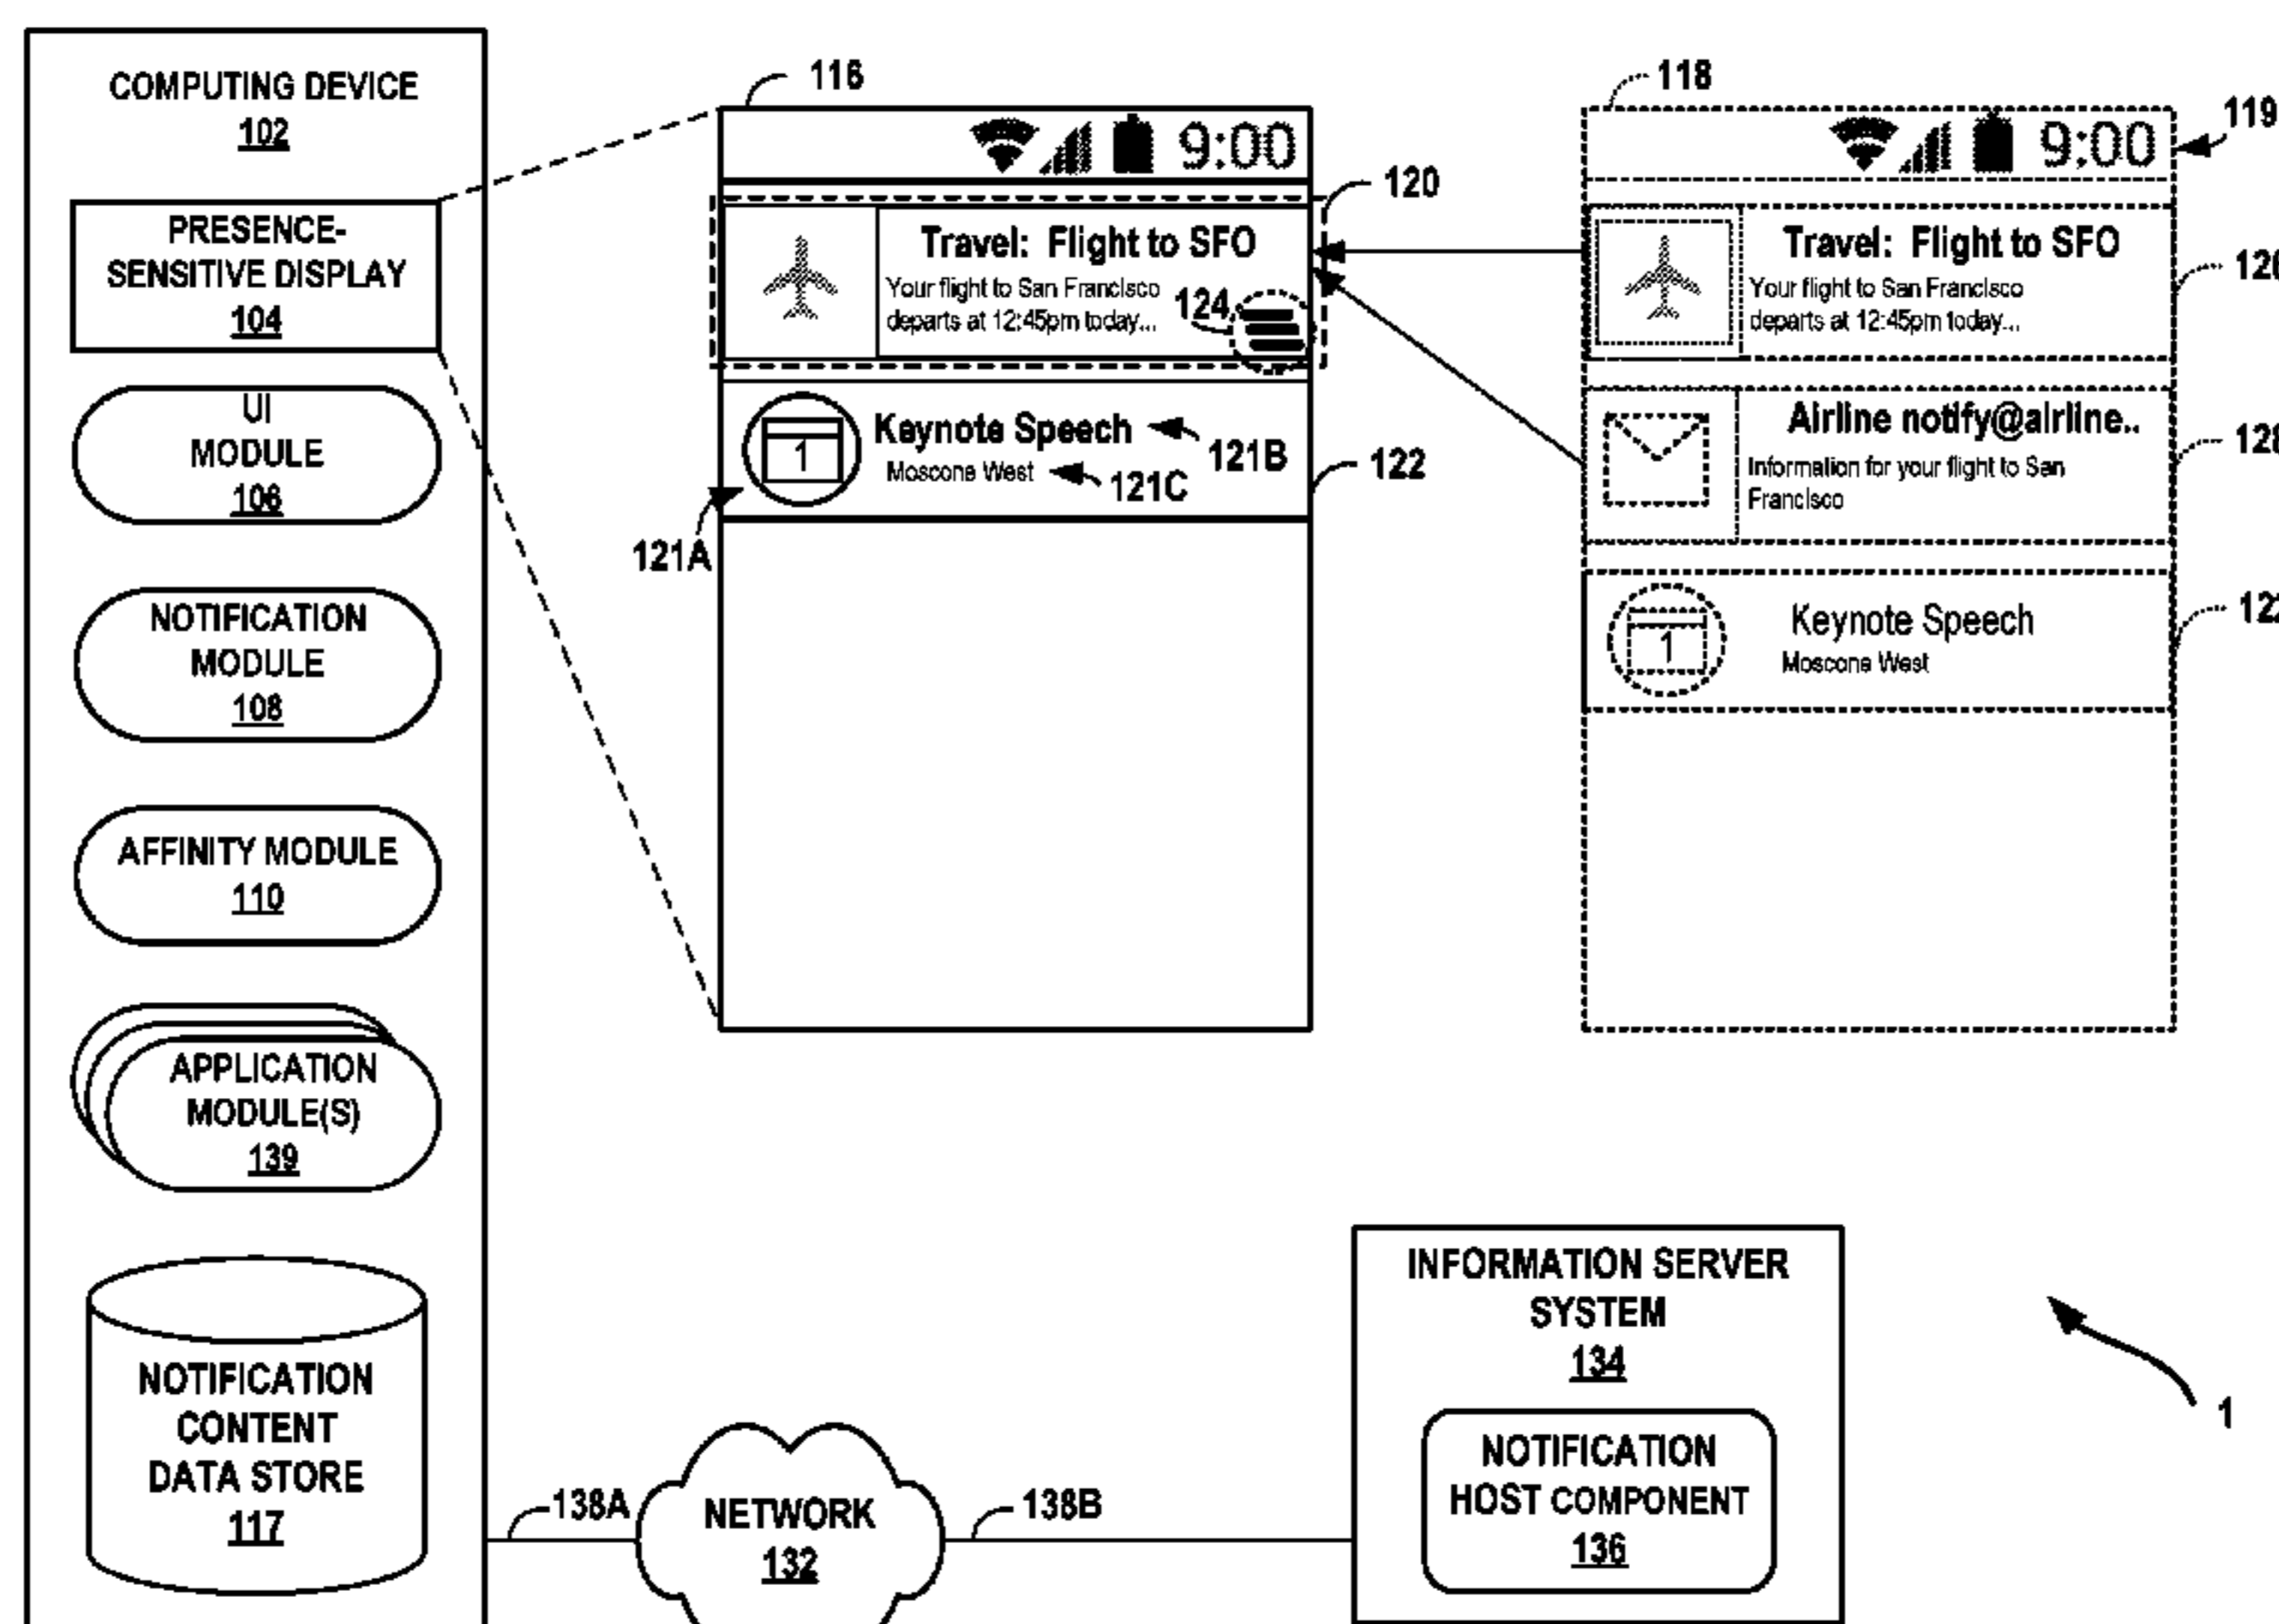 COMPUTING DEVICE
102
PRESENCE-
SENSITIVE DISPLAY
104
UI
MODULE
106
NOTIFICATION
MODULE
108
AFFINITY MODULE
110
APPLICATION
MODULE(S)
139
NOTIFICATION
CONTENT
DATA STORE
117
116
9:00
120
Travel: Flight to SFO
Your flight to San Francisco
departs at 12:45pm today...
124
1
Keynote Speech
Moscone West
121A
121B
121C
122
118
9:00
119
Travel: Flight to SFO
Your flight to San Francisco
departs at 12:45pm today...
Airline notify@airline..
Information for your flight to San
Francisco
128
1
Keynote Speech
Moscone West
122
138A
NETWORK
132
138B
INFORMATION SERVER
SYSTEM
134
NOTIFICATION
HOST COMPONENT
136
1